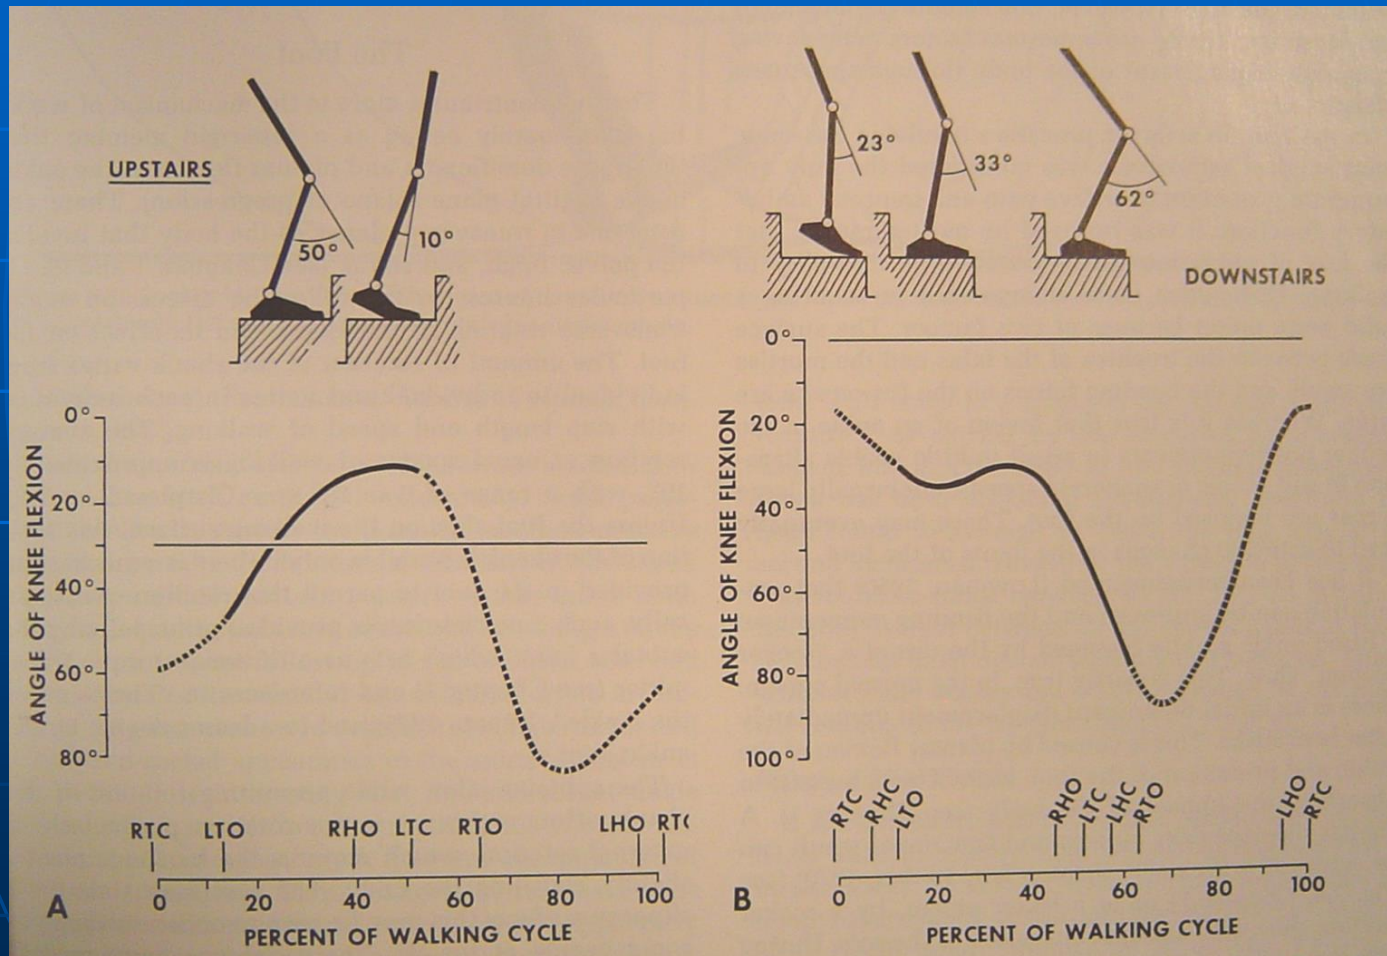 UPSTAIRS
50°
10°
0°
20°
40°
60°
80°
ANGLE OF KNEE FLEXION
RTC LTO RHO LTC RTO LHO RTC
0 20 40 60 80 100
A
PERCENT OF WALKING CYCLE
23°
33°
62°
DOWNSTAIRS
0°
20°
40°
60°
80°
100°
ANGLE OF KNEE FLEXION
RTC RHC LTO RHO LTC LHC RTO LHO RTC
0 20 40 60 80 100
B
PERCENT OF WALKING CYCLE